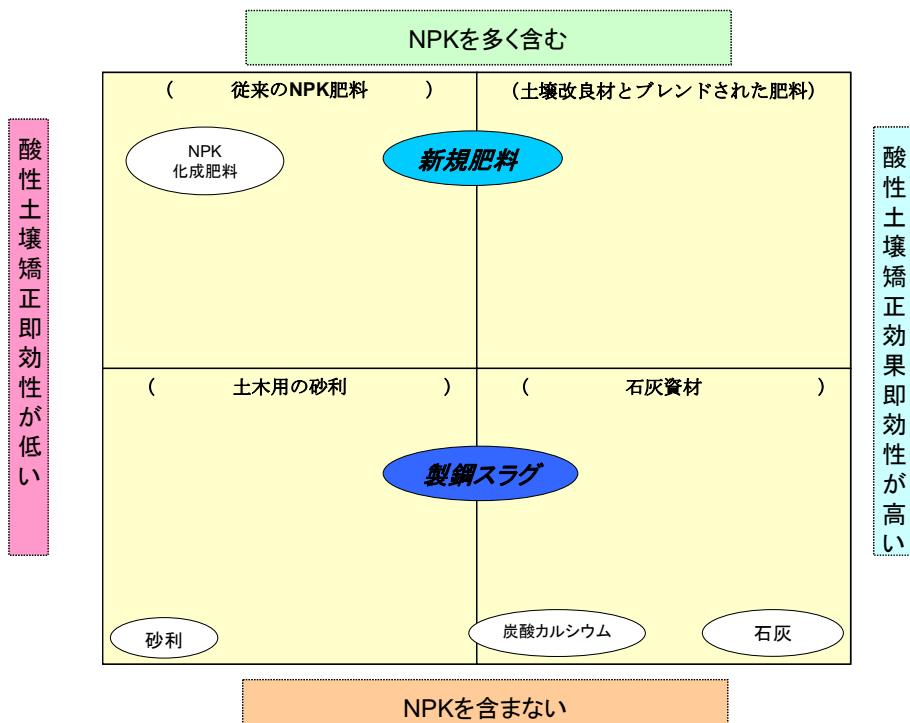 NPKを多く含む
(　従来のNPK肥料　)
(土壌改良材とブレンドされた肥料)
NPK
化成肥料
新規肥料
酸性土壌矯正即効性が低い
酸性土壌矯正効果即効性が高い
(　土木用の砂利　)
(　石灰資材　)
製鋼スラグ
砂利
炭酸カルシウム
石灰
NPKを含まない